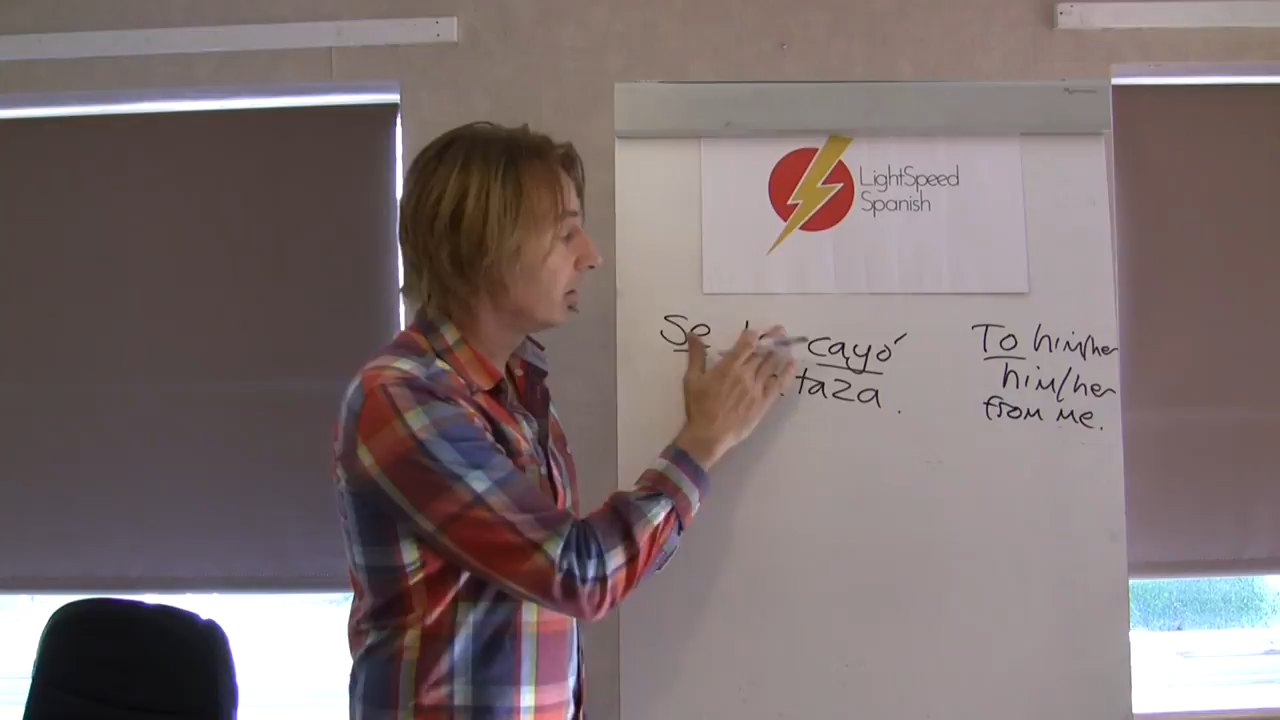 LightSpeed
Spanish
Se cayó
taza.
To him/her
him/her
from me.